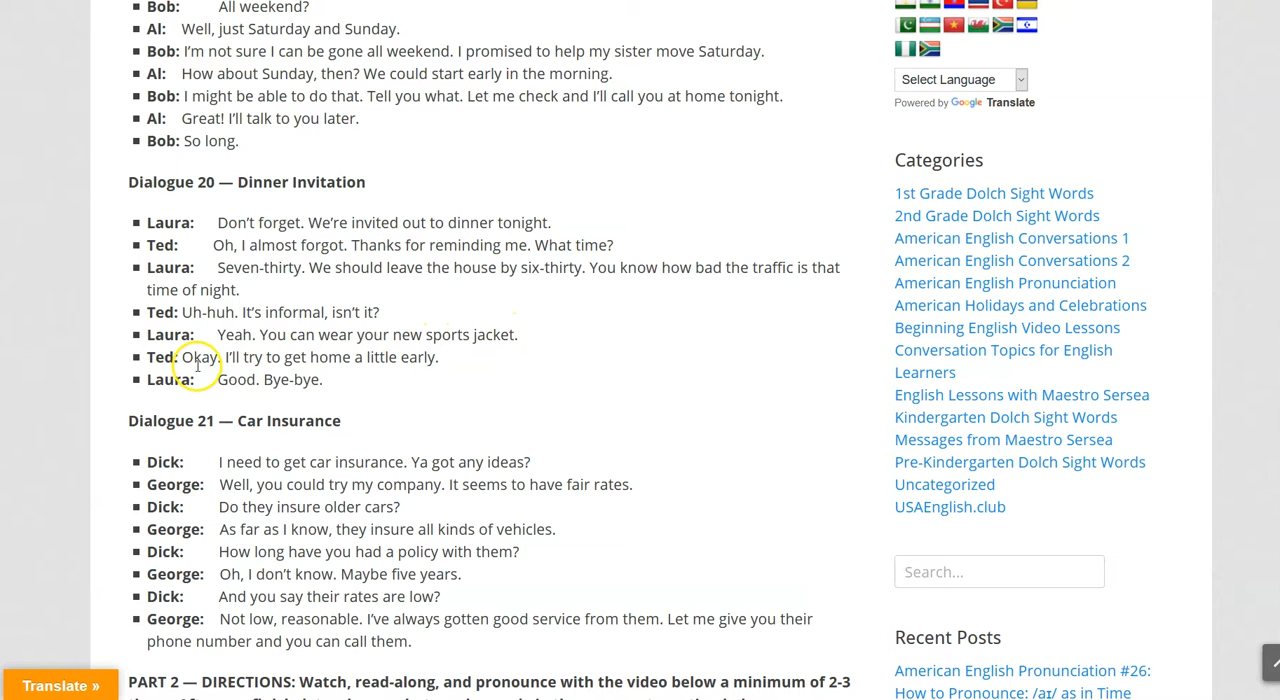 Bob: All weekend?
Al: Well, just Saturday and Sunday.
Bob: I'm not sure I can be gone all weekend. I promised to help my sister move Saturday.
Al: How about Sunday, then? We could start early in the morning.
Bob: I might be able to do that. Tell you what. Let me check and I'll call you at home tonight.
Al: Great! I'll talk to you later.
Bob: So long.
Dialogue 20 — Dinner Invitation
Laura: Don't forget. We're invited out to dinner tonight.
Ted: Oh, I almost forgot. Thanks for reminding me. What time?
Laura: Seven-thirty. We should leave the house by six-thirty. You know how bad the traffic is that
time of night.
Ted: Uh-huh. It's informal, isn't it?
Laura: Yeah. You can wear your new sports jacket.
Ted: Okay. I'll try to get home a little early.
Laura: Good. Bye-bye.
Dialogue 21 — Car Insurance
Dick: I need to get car insurance. Ya got any ideas?
George: Well, you could try my company. It seems to have fair rates.
Dick: Do they insure older cars?
George: As far as I know, they insure all kinds of vehicles.
Dick: How long have you had a policy with them?
George: Oh, I don't know. Maybe five years.
Dick: And you say their rates are low?
George: Not low, reasonable. I've always gotten good service from them. Let me give you their
phone number and you can call them.
PART 2 — DIRECTIONS: Watch, read-along, and pronounce with the video below a minimum of 2-3
Translate »
Select Language
Powered by Google Translate
Categories
1st Grade Dolch Sight Words
2nd Grade Dolch Sight Words
American English Conversations 1
American English Conversations 2
American English Pronunciation
American Holidays and Celebrations
Beginning English Video Lessons
Conversation Topics for English
Learners
English Lessons with Maestro Sersea
Kindergarten Dolch Sight Words
Messages from Maestro Sersea
Pre-Kindergarten Dolch Sight Words
Uncategorized
USAEnglish.club
Search...
Recent Posts
American English Pronunciation #26:
How to Pronounce: /aɪ/ as in Time